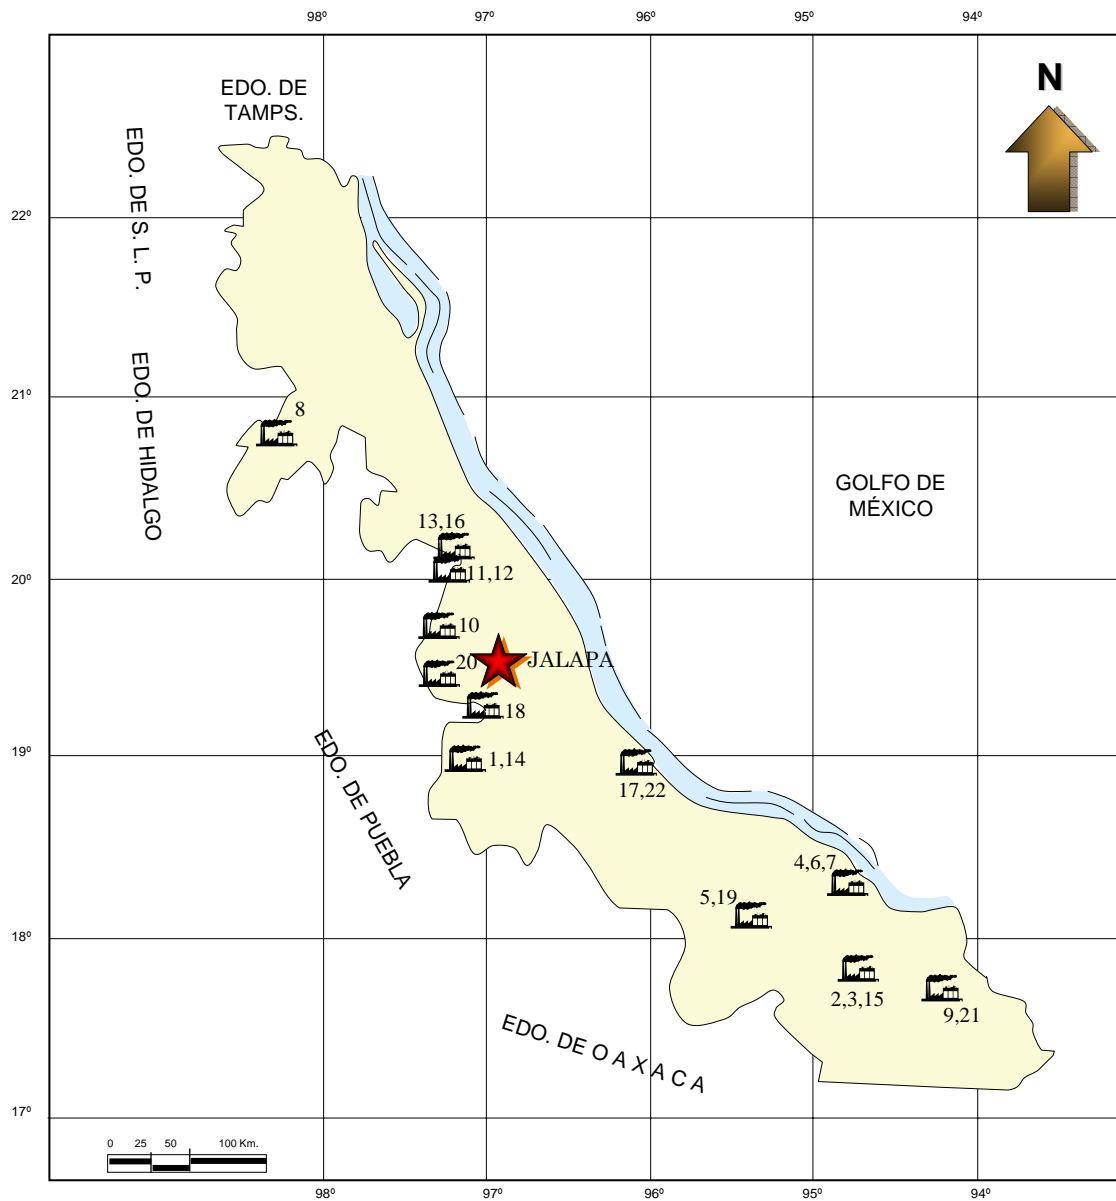 98º 97º 96º 95º 94º
N
EDO. DE
TAMPS.
EDO. DE S. L. P.
22º
EDO. DE HIDALGO
21º
8
GOLFO DE
MÉXICO
13,16
11,12
20º
10
20
JALAPA
18
19º
1,14
17,22
EDO. DE PUEBLA
4,6,7
5,19
18º
2,3,15
9,21
EDO. DE O A X A C A
17º
0 25 50 100 Km.
98º 97º 96º 95º 94º